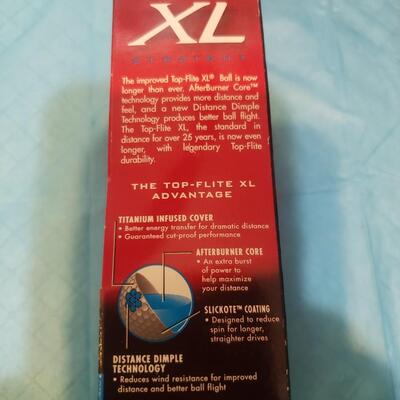 XL
STRAIGHT
The improved Top-Flite XL® Ball is now
longer than ever. AfterBurner Core™
technology provides more distance and
feel, and a new Distance Dimple
Technology produces better ball flight.
The Top-Flite XL, the standard in
distance for over 25 years, is now even
longer, with legendary Top-Flite
durability.
THE TOP-FLITE XL
ADVANTAGE
TITANIUM INFUSED COVER
• Better energy transfer for dramatic distance
• Guaranteed cut-proof performance
AFTERBURNER CORE
• An extra burst
of power to
help maximize
your distance
SLICKOTE™ COATING
• Designed to reduce
spin for longer,
straighter drives
DISTANCE DIMPLE
TECHNOLOGY
• Reduces wind resistance for improved
distance and better ball flight